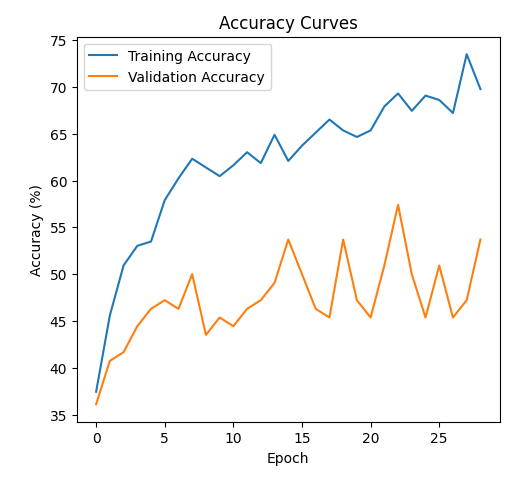 Accuracy Curves
Training Accuracy
Validation Accuracy
Accuracy (%)
75
70
65
60
55
50
45
40
35
0 5 10 15 20 25
Epoch